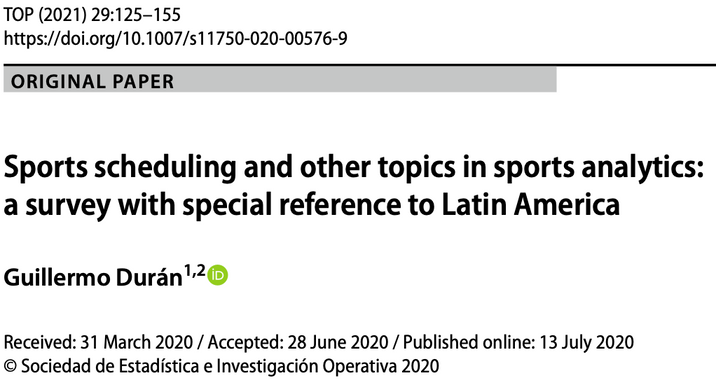 TOP (2021) 29:125–155
https://doi.org/10.1007/s11750-020-00576-9
ORIGINAL PAPER
Sports scheduling and other topics in sports analytics:
a survey with special reference to Latin America
Guillermo Durán1,2 iD
Received: 31 March 2020 / Accepted: 28 June 2020 / Published online: 13 July 2020
© Sociedad de Estadística e Investigación Operativa 2020